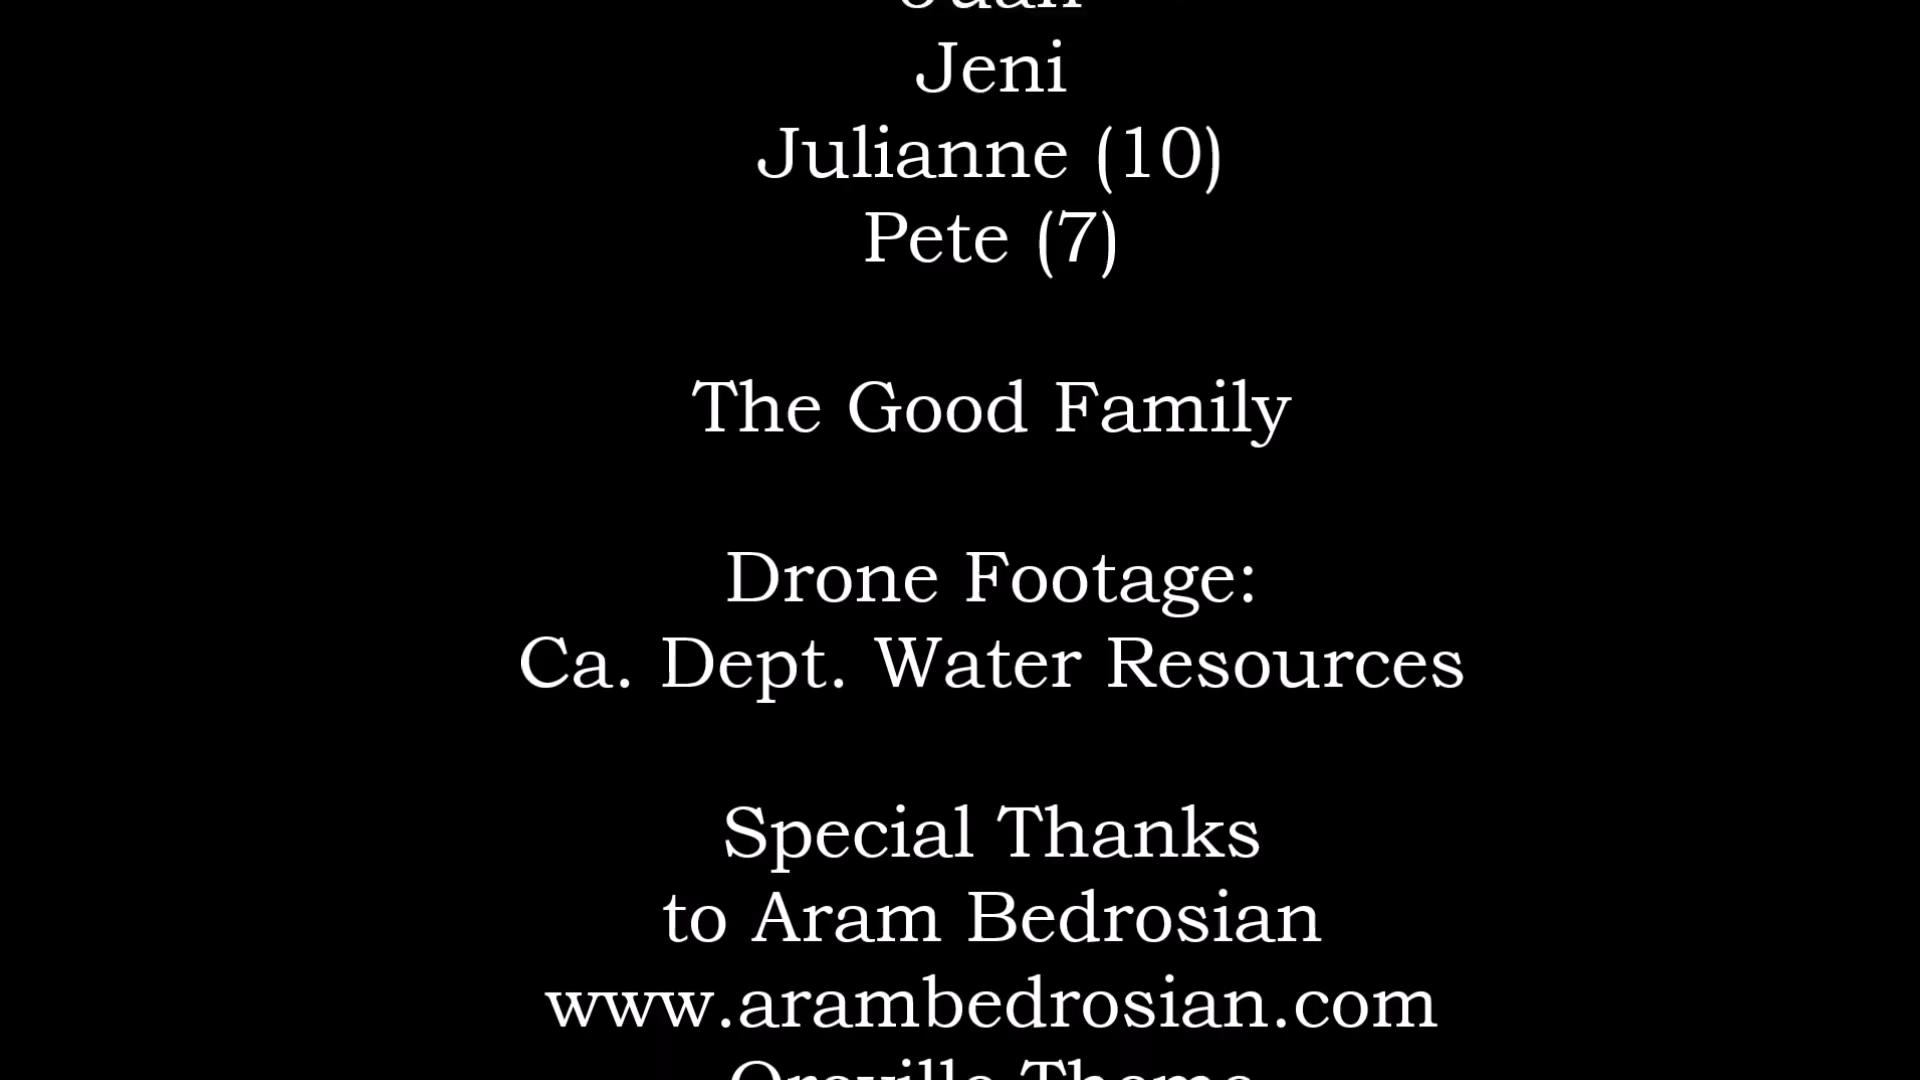 Jeni
Julianne (10)
Pete (7)
The Good Family
Drone Footage:
Ca. Dept. Water Resources
Special Thanks
to Aram Bedrosian
www.arambedrosian.com
Oroville Theme